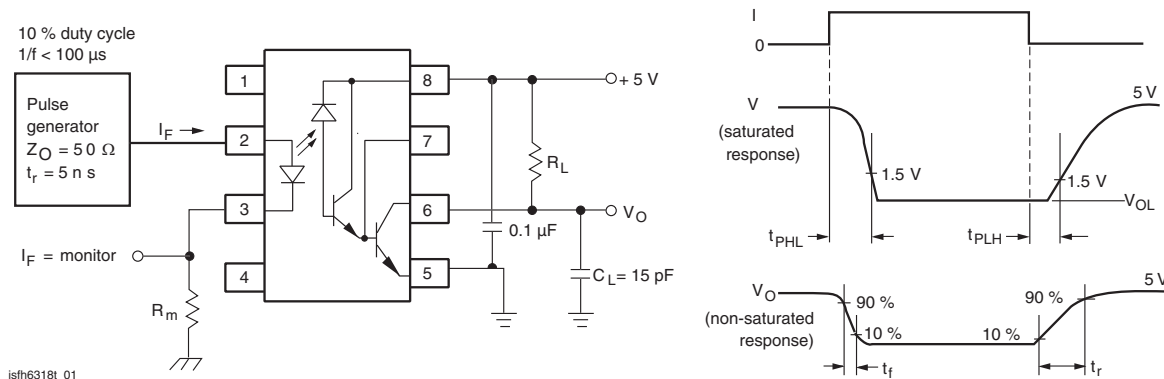 10 % duty cycle
1/f < 100 µs
Pulse
generator
Z_O = 50 Ω
t_r = 5 n s
I_F
1
2
3
4
8
7
6
5
+ 5 V
R_L
V_O
0.1 µF
C_L = 15 pF
I_F = monitor
R_m
isfh6318t_01
I
0
V
(saturated
response)
5 V
1.5 V
1.5 V
V_OL
t_PHL
t_PLH
V_O
(non-saturated
response)
5 V
90 %
90 %
10 %
10 %
t_f
t_r